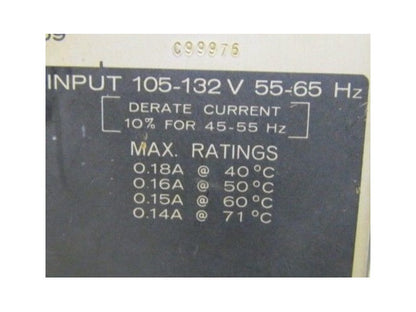 C99975
INPUT 105-132 V 55-65 Hz
DERATE CURRENT
10% FOR 45-55 Hz
MAX. RATINGS
0.18A @ 40°C
0.16A @ 50°C
0.15A @ 60°C
0.14A @ 71°C